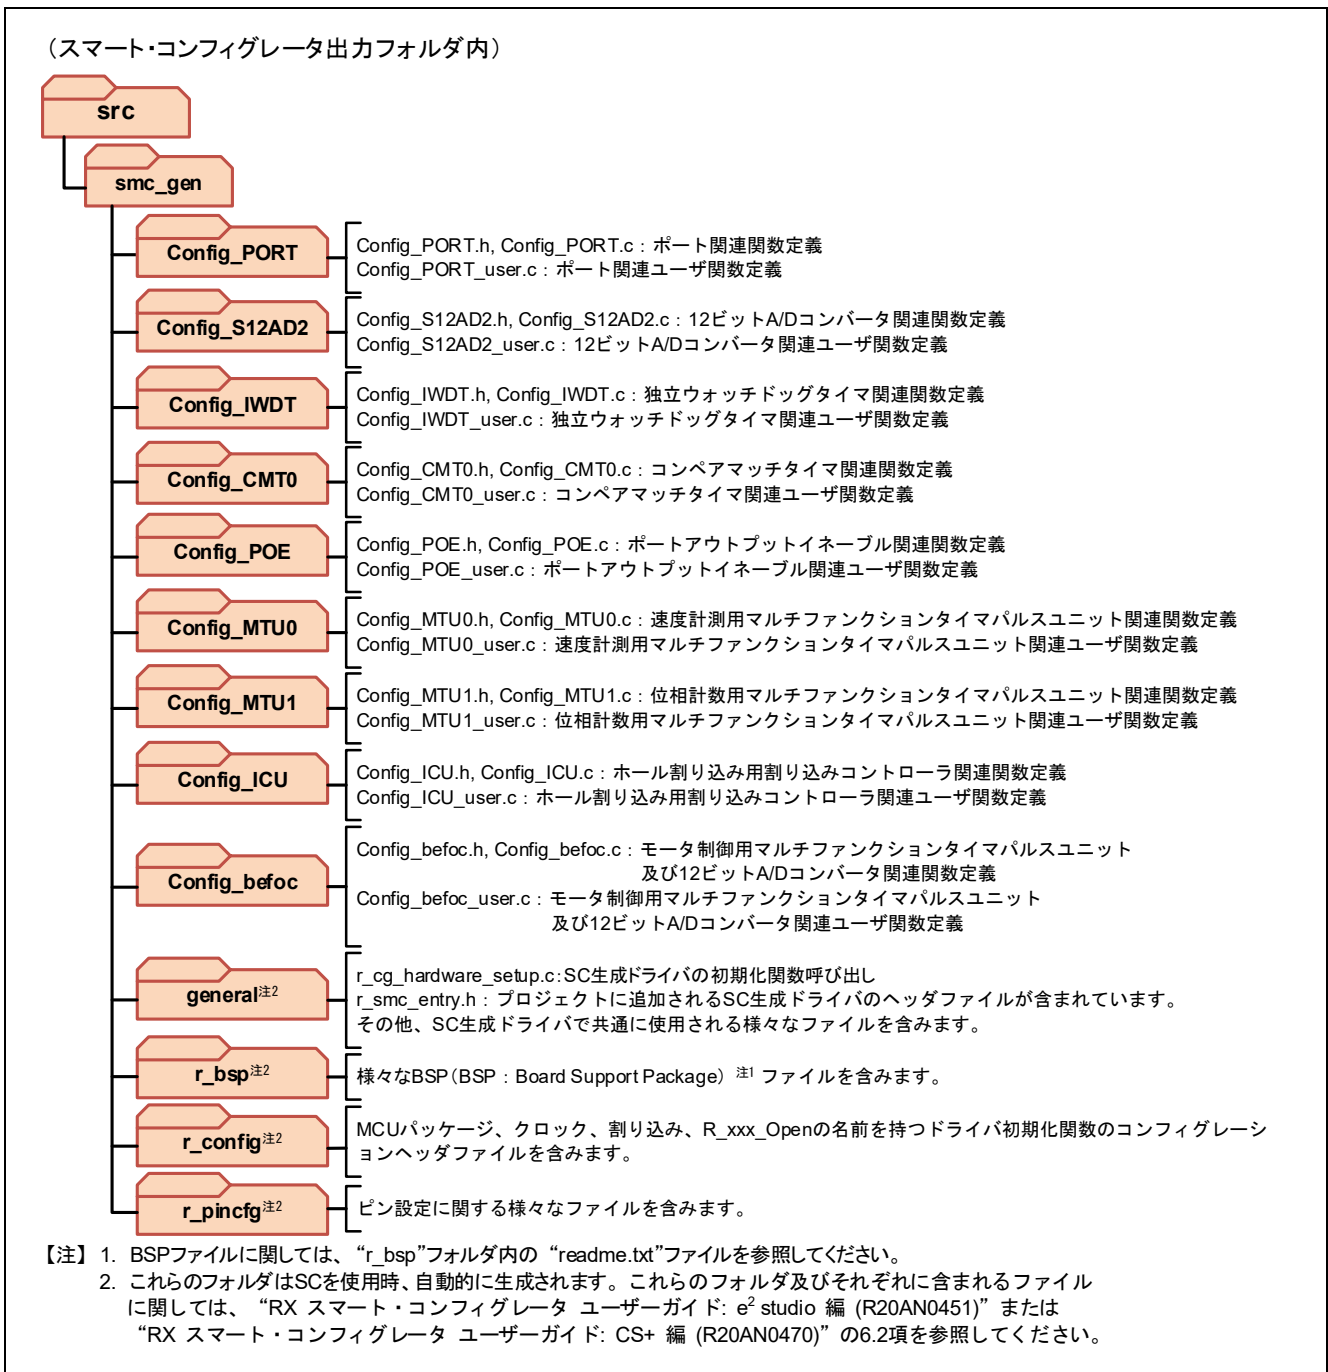 （スマート・コンフィグレータ出力フォルダ内）
src
smc_gen
Config_PORT
Config_PORT.h, Config_PORT.c：ポート関連関数定義
Config_PORT_user.c：ポート関連ユーザ関数定義
Config_S12AD2
Config_S12AD2.h, Config_S12AD2.c：12ビットA/Dコンバータ関連関数定義
Config_S12AD2_user.c：12ビットA/Dコンバータ関連ユーザ関数定義
Config_IWDT
Config_IWDT.h, Config_IWDT.c：独立ウォッチドッグタイマ関連関数定義
Config_IWDT_user.c：独立ウォッチドッグタイマ関連ユーザ関数定義
Config_CMT0
Config_CMT0.h, Config_CMT0.c：コンペアマッチタイマ関連関数定義
Config_CMT0_user.c：コンペアマッチタイマ関連ユーザ関数定義
Config_POE
Config_POE.h, Config_POE.c：ポートアウトプットイネーブル関連関数定義
Config_POE_user.c：ポートアウトプットイネーブル関連ユーザ関数定義
Config_MTU0
Config_MTU0.h, Config_MTU0.c：速度計測用マルチファンクションタイマパルスユニット関連関数定義
Config_MTU0_user.c：速度計測用マルチファンクションタイマパルスユニット関連ユーザ関数定義
Config_MTU1
Config_MTU1.h, Config_MTU1.c：位相計数用マルチファンクションタイマパルスユニット関連関数定義
Config_MTU1_user.c：位相計数用マルチファンクションタイマパルスユニット関連ユーザ関数定義
Config_ICU
Config_ICU.h, Config_ICU.c：ホール割り込み用割り込みコントローラ関連関数定義
Config_ICU_user.c：ホール割り込み用割り込みコントローラ関連ユーザ関数定義
Config_befoc
Config_befoc.h, Config_befoc.c：モータ制御用マルチファンクションタイマパルスユニット
及び12ビットA/Dコンバータ関連関数定義
Config_befoc_user.c：モータ制御用マルチファンクションタイマパルスユニット
及び12ビットA/Dコンバータ関連ユーザ関数定義
general注2
r_cg_hardware_setup.c：SC生成ドライバの初期化関数呼び出し
r_smc_entry.h：プロジェクトに追加されるSC生成ドライバのヘッダファイルが含まれています。
その他、SC生成ドライバで共通に使用される様々なファイルを含みます。
r_bsp注2
様々なBSP（BSP：Board Support Package）注1 ファイルを含みます。
r_config注2
MCUパッケージ、クロック、割り込み、R_xxx_Openの名前を持つドライバ初期化関数のコンフィグレーシ
ョンヘッダファイルを含みます。
r_pincfg注2
ピン設定に関する様々なファイルを含みます。
【注】 1. BSPファイルに関しては、“r_bsp”フォルダ内の “readme.txt”ファイルを参照してください。
2. これらのフォルダはSCを使用時、自動的に生成されます。これらのフォルダ及びそれぞれに含まれるファイル
に関しては、 “RX スマート・コンフィグレータ ユーザーガイド: e² studio 編 (R20AN0451)” または
“RX スマート・コンフィグレータ ユーザーガイド: CS+ 編 (R20AN0470)” の6.2項を参照してください。